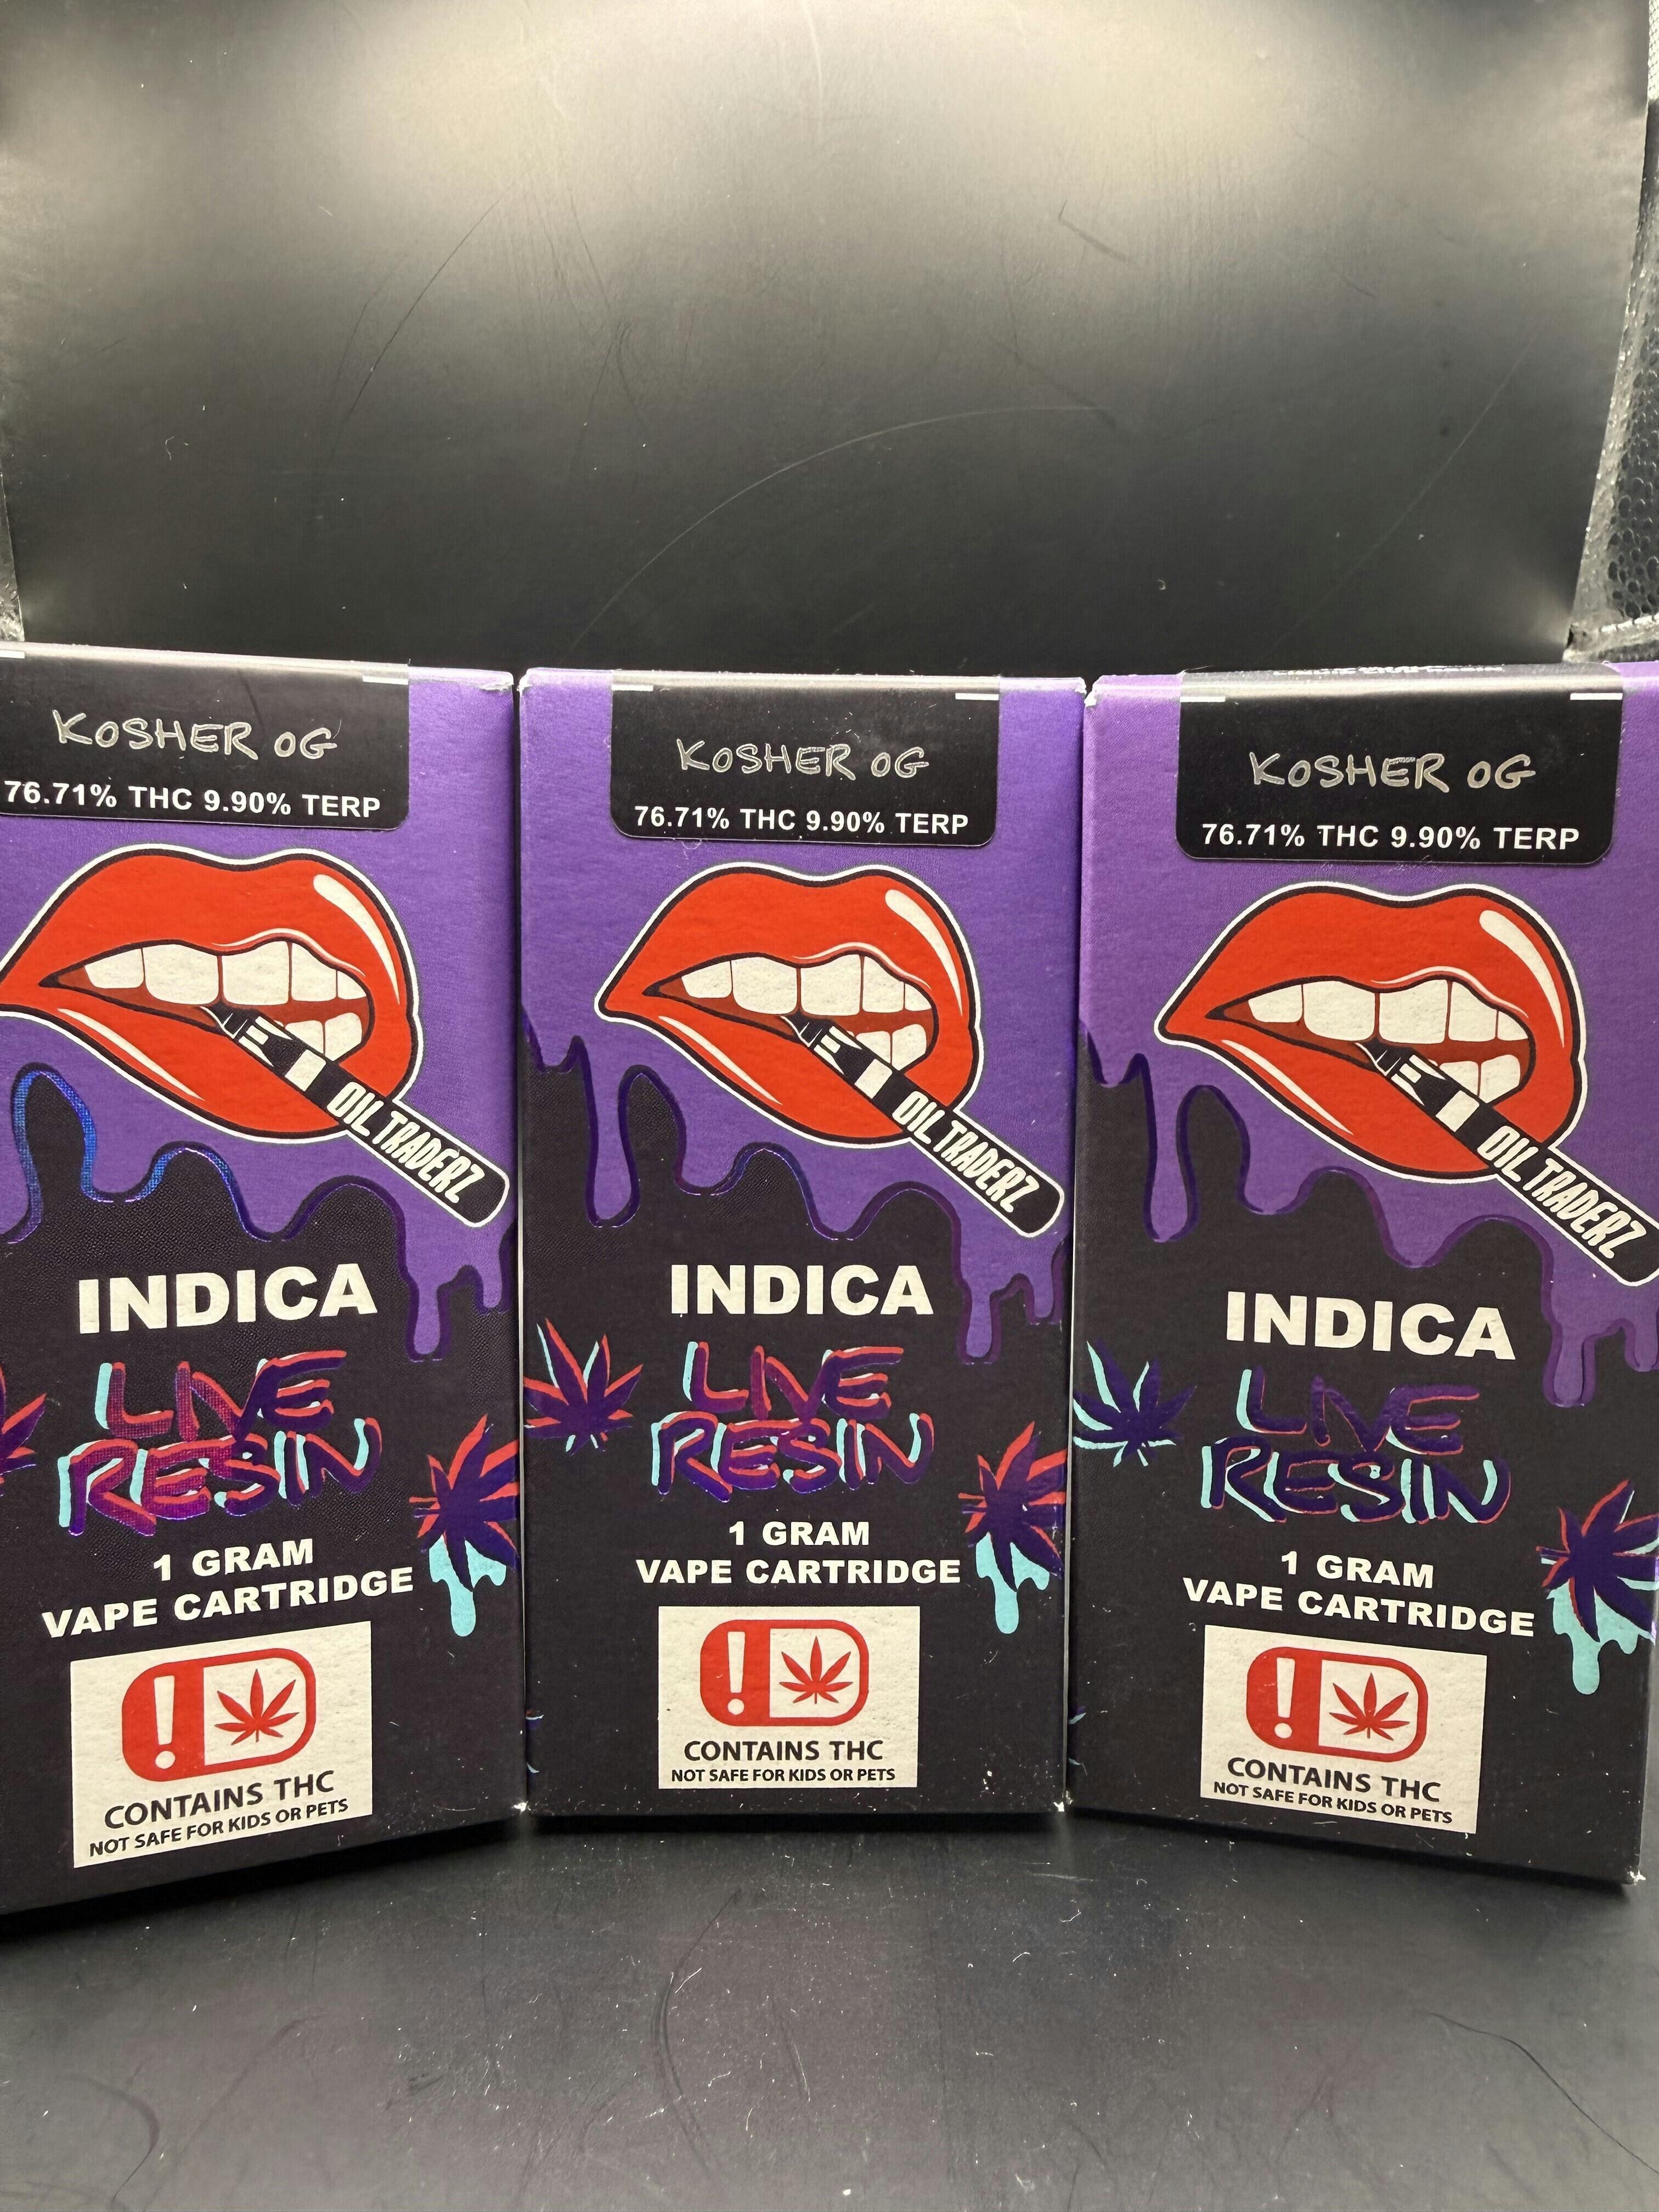 KOSHER OG
76.71% THC 9.90% TERP
OIL TRADERZ
INDICA
LIVE
RESIN
1 GRAM
VAPE CARTRIDGE
!
CONTAINS THC
NOT SAFE FOR KIDS OR PETS
KOSHER OG
76.71% THC 9.90% TERP
OIL TRADERZ
INDICA
LIVE
RESIN
1 GRAM
VAPE CARTRIDGE
!
CONTAINS THC
NOT SAFE FOR KIDS OR PETS
KOSHER OG
76.71% THC 9.90% TERP
OIL TRADERZ
INDICA
LIVE
RESIN
1 GRAM
VAPE CARTRIDGE
!
CONTAINS THC
NOT SAFE FOR KIDS OR PETS